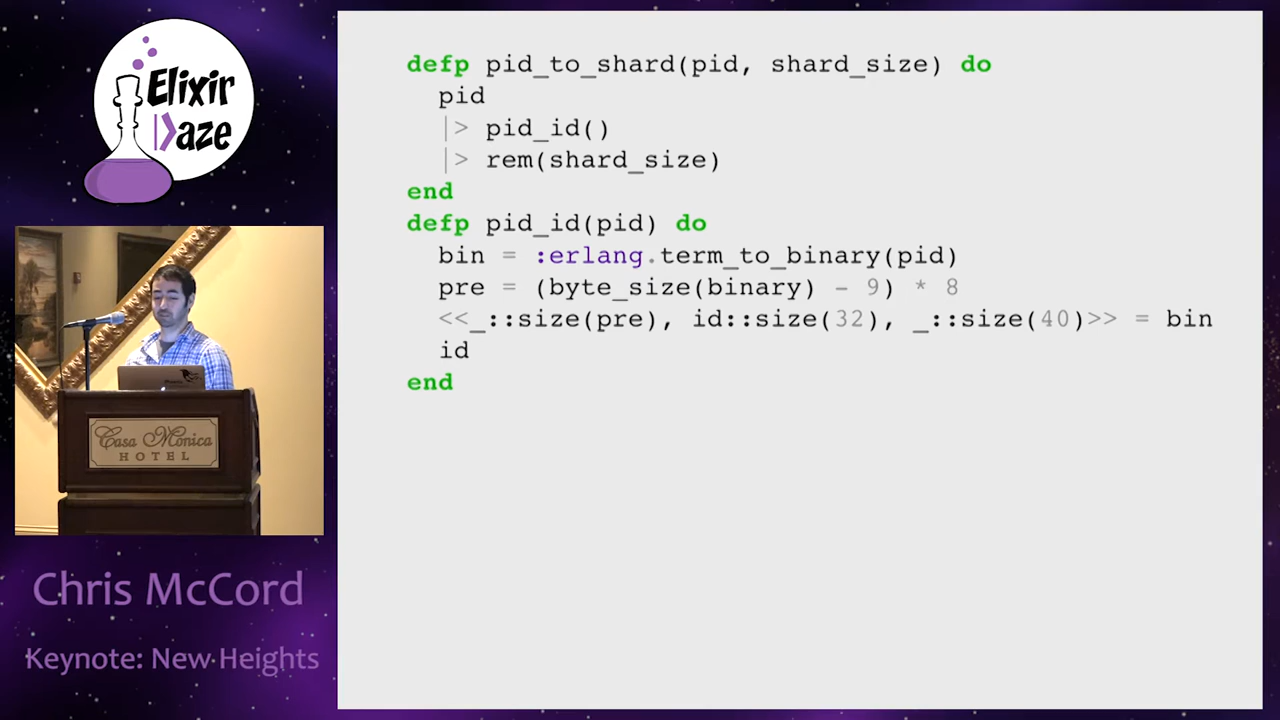 Elixir
|>aze
Casa Monica
HOTEL
Chris McCord
Keynote: New Heights
defp pid_to_shard(pid, shard_size) do
  pid
  |> pid_id()
  |> rem(shard_size)
end
defp pid_id(pid) do
  bin = :erlang.term_to_binary(pid)
  pre = (byte_size(binary) - 9) * 8
  <<_::size(pre), id::size(32), _::size(40)>> = bin
  id
end